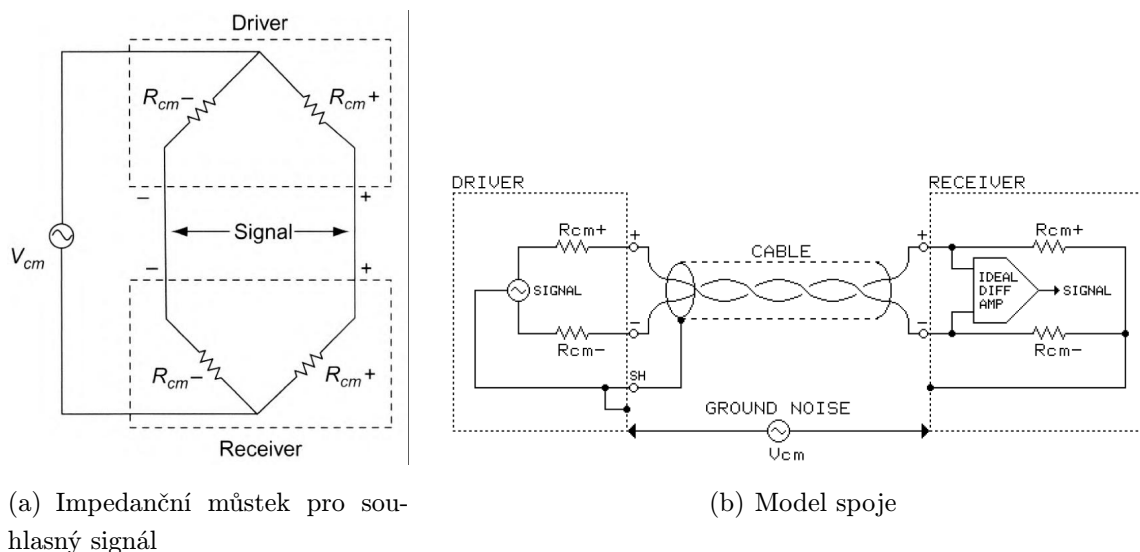 Driver
Rcm− Rcm+
− +
Signal
Vcm
− +
Rcm− Rcm+
Receiver
(a) Impedanční můstek pro sou-
hlasný signál
DRIVER RECEIVER
Rcm+ + CABLE + Rcm+
SIGNAL IDEAL
DIFF
AMP SIGNAL
− −
Rcm- Rcm-
SH
GROUND NOISE
Vcm
(b) Model spoje